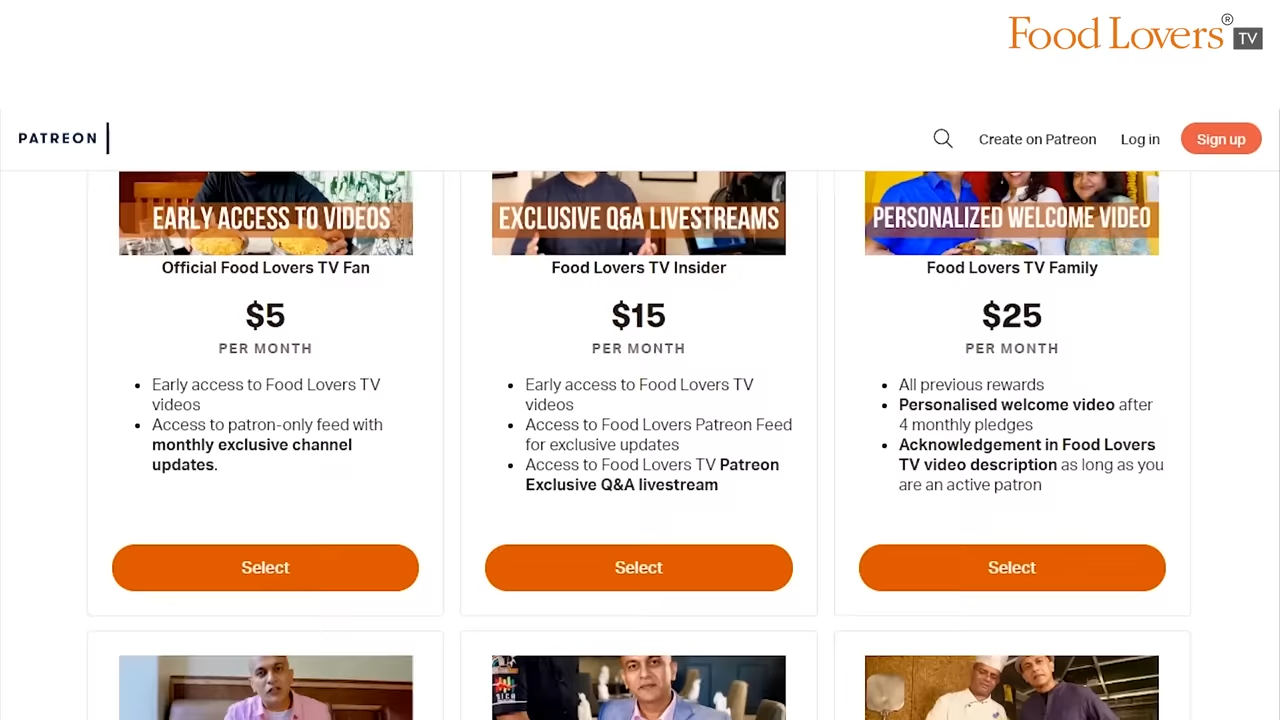 Food Lovers® TV
PATREON
Create on Patreon
Log in
Sign up
EARLY ACCESS TO VIDEOS
Official Food Lovers TV Fan
$5
PER MONTH
• Early access to Food Lovers TV
videos
• Access to patron-only feed with
monthly exclusive channel
updates.
Select
EXCLUSIVE Q&A LIVESTREAMS
Food Lovers TV Insider
$15
PER MONTH
• Early access to Food Lovers TV
videos
• Access to Food Lovers Patreon Feed
for exclusive updates
• Access to Food Lovers TV Patreon
Exclusive Q&A livestream
Select
PERSONALIZED WELCOME VIDEO
Food Lovers TV Family
$25
PER MONTH
• All previous rewards
• Personalised welcome video after
4 monthly pledges
• Acknowledgement in Food Lovers
TV video description as long as you
are an active patron
Select